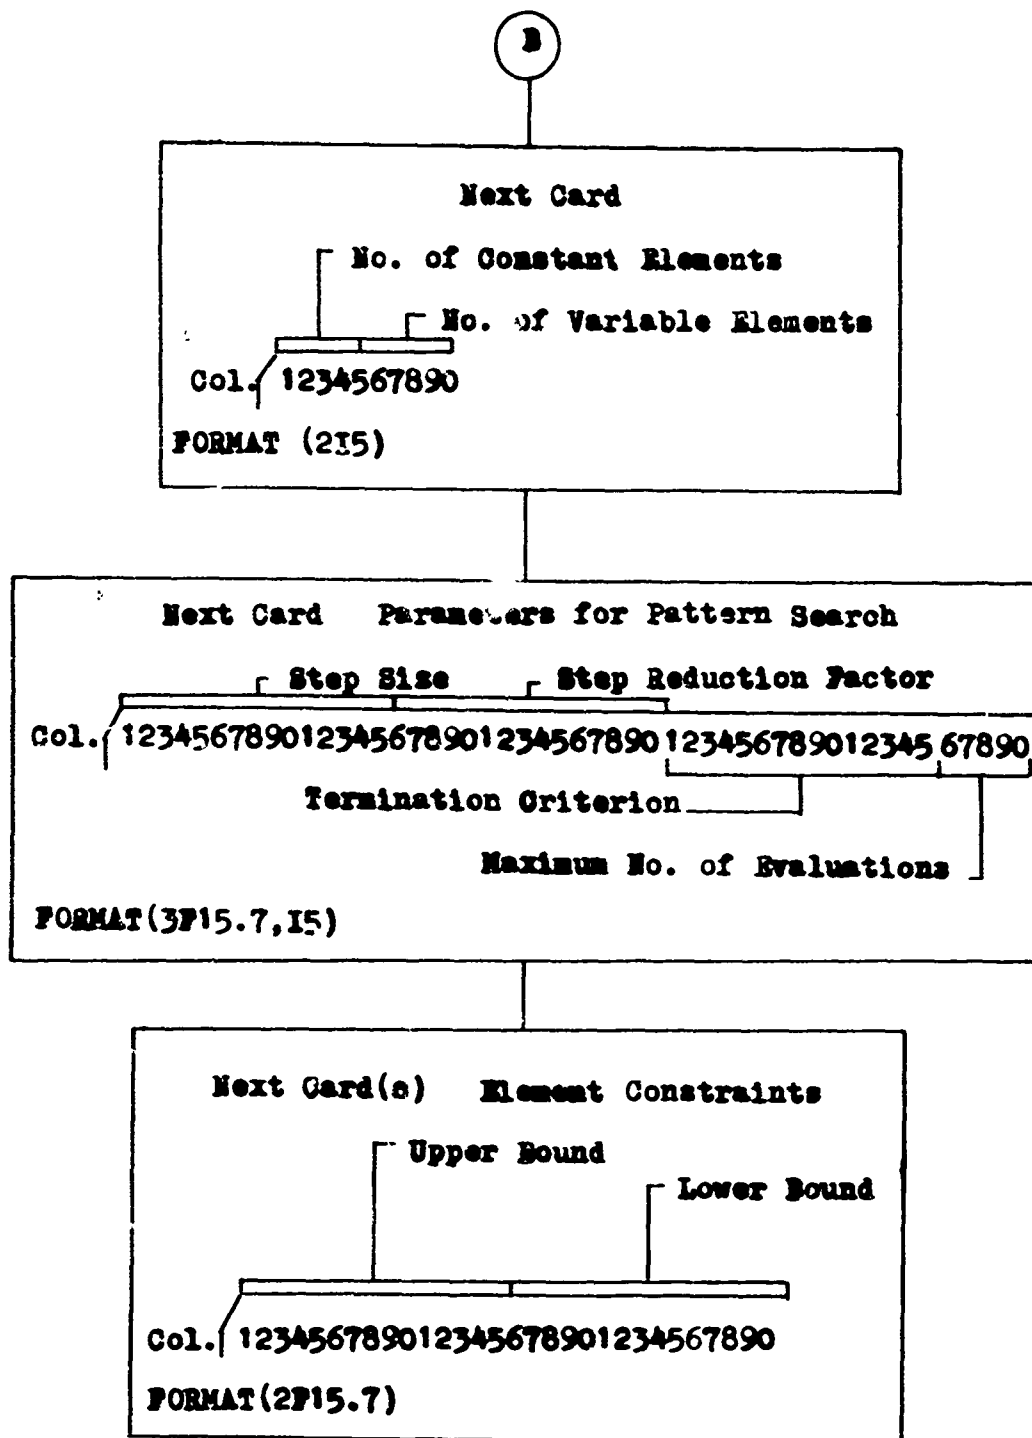 B
Next Card
No. of Constant Elements
No. of Variable Elements
Col. 1234567890
FORMAT (2I5)
Next Card Parameters for Pattern Search
Step Size Step Reduction Factor
Col. 123456789012345678901234567890123456789012345 67890
Termination Criterion
Maximum No. of Evaluations
FORMAT(3F15.7,I5)
Next Card(s) Element Constraints
Upper Bound
Lower Bound
Col. 123456789012345678901234567890
FORMAT(2F15.7)